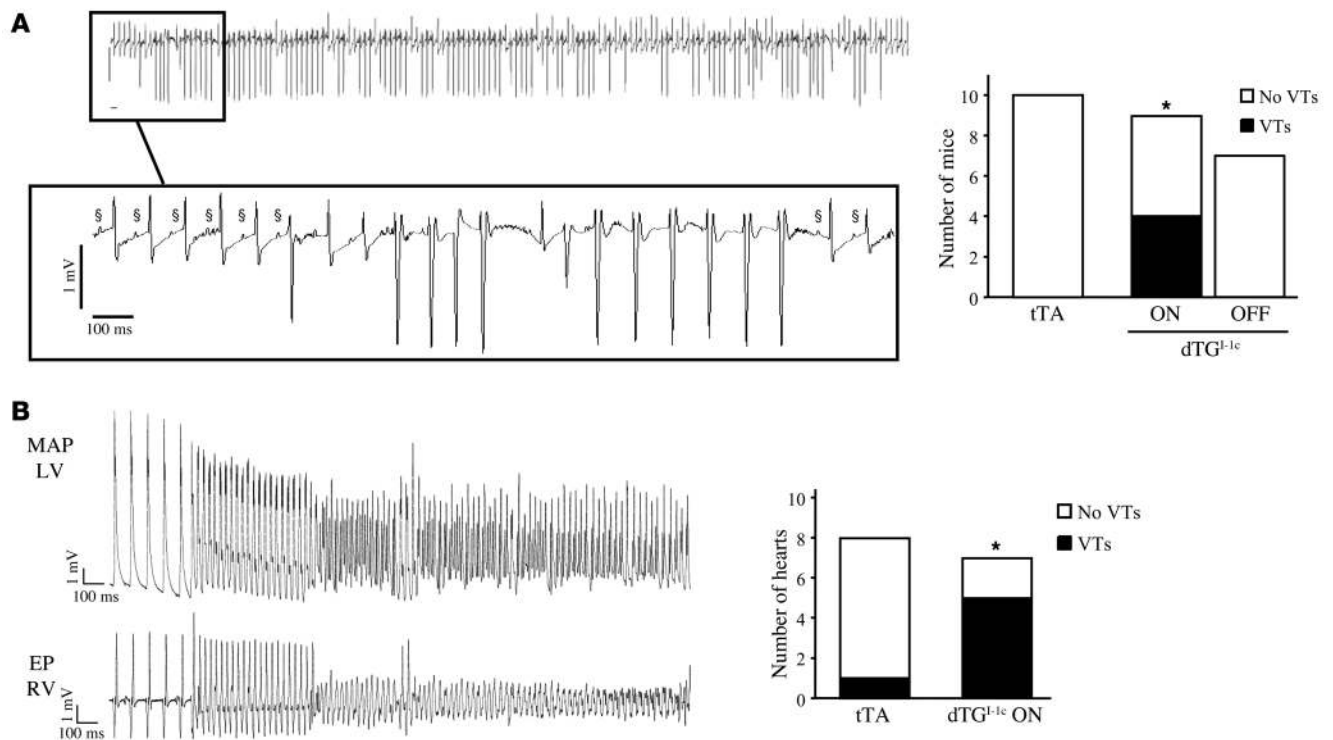 A
§ § § § § § § §
1 mV
100 ms
Number of mice
10
8
6
4
2
0
*
No VTs
VTs
tTA
ON
OFF
dTG^I-1c
B
MAP
LV
1 mV
100 ms
EP
RV
1 mV
100 ms
Number of hearts
10
8
6
4
2
0
*
No VTs
VTs
tTA
dTG^I-1c ON